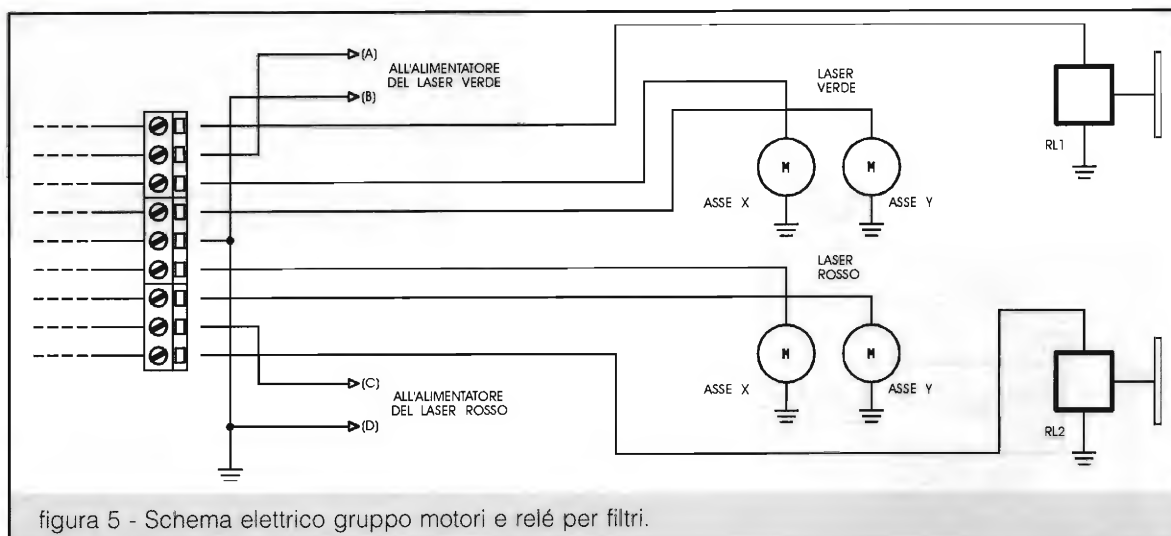 (A)
ALL'ALIMENTATORE
DEL LASER VERDE
(B)
LASER
VERDE
RL1
M
M
ASSE X
ASSE Y
LASER
ROSSO
M
M
ASSE X
ASSE Y
(C)
ALL'ALIMENTATORE
DEL LASER ROSSO
(D)
RL2
figura 5 - Schema elettrico gruppo motori e relé per filtri.